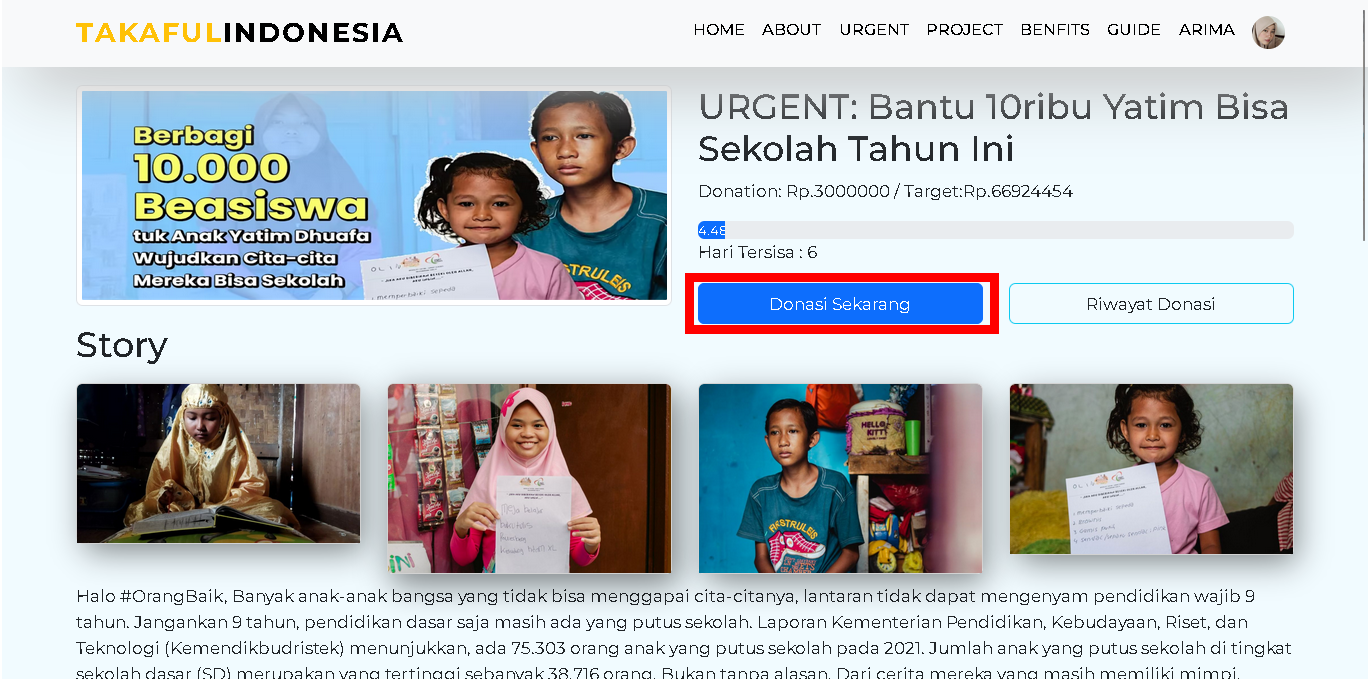 TAKAFULINDONESIA
HOME ABOUT URGENT PROJECT BENFITS GUIDE ARIMA
Berbagi
10.000
Beasiswa
tuk Anak Yatim Dhuafa
Wujudkan Cita-cita
Mereka Bisa Sekolah
URGENT: Bantu 10ribu Yatim Bisa
Sekolah Tahun Ini
Donation: Rp.3000000 / Target:Rp.66924454
4.48
Hari Tersisa : 6
Donasi Sekarang
Riwayat Donasi
Story
HELLO
KITTY
Halo #OrangBaik, Banyak anak-anak bangsa yang tidak bisa menggapai cita-citanya, lantaran tidak dapat mengenyam pendidikan wajib 9
tahun. Jangankan 9 tahun, pendidikan dasar saja masih ada yang putus sekolah. Laporan Kementerian Pendidikan, Kebudayaan, Riset, dan
Teknologi (Kemendikbudristek) menunjukkan, ada 75.303 orang anak yang putus sekolah pada 2021. Jumlah anak yang putus sekolah di tingkat
sekolah dasar (SD) merupakan yang tertinggi sebanyak 38.716 orang. Bukan tanpa alasan. Dari cerita mereka yang masih memiliki mimpi,